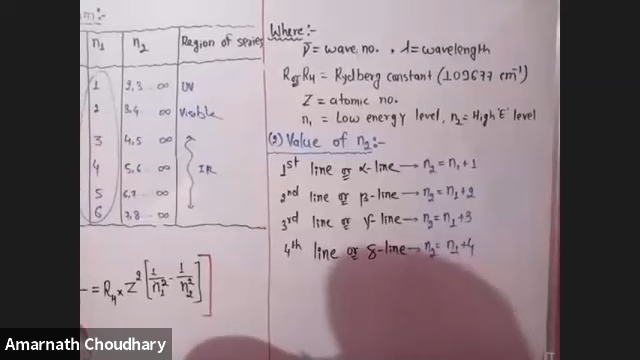 n1 n2 Region of series
1 2,3 ... ∞ UV
2 3,4 ... ∞ Visible
3 4,5 ∞
4 5,6 ... ∞ IR
5 6,7 ... ∞
6 7,8 ... ∞
= RH × Z² [1/n1² - 1/n2²]
Where:-
ν̅ = wave no. , λ = wavelength
R or RH = Rydberg constant (109677 cm⁻¹)
Z = atomic no.
n1 = Low energy level, n2 = High 'E' level
(2) Value of n2:-
1st line or α-line → n2 = n1+1
2nd line or β-line → n2 = n1+2
3rd line or γ-line → n2 = n1+3
4th line or δ-line → n2 = n1+4
Amarnath Choudhary